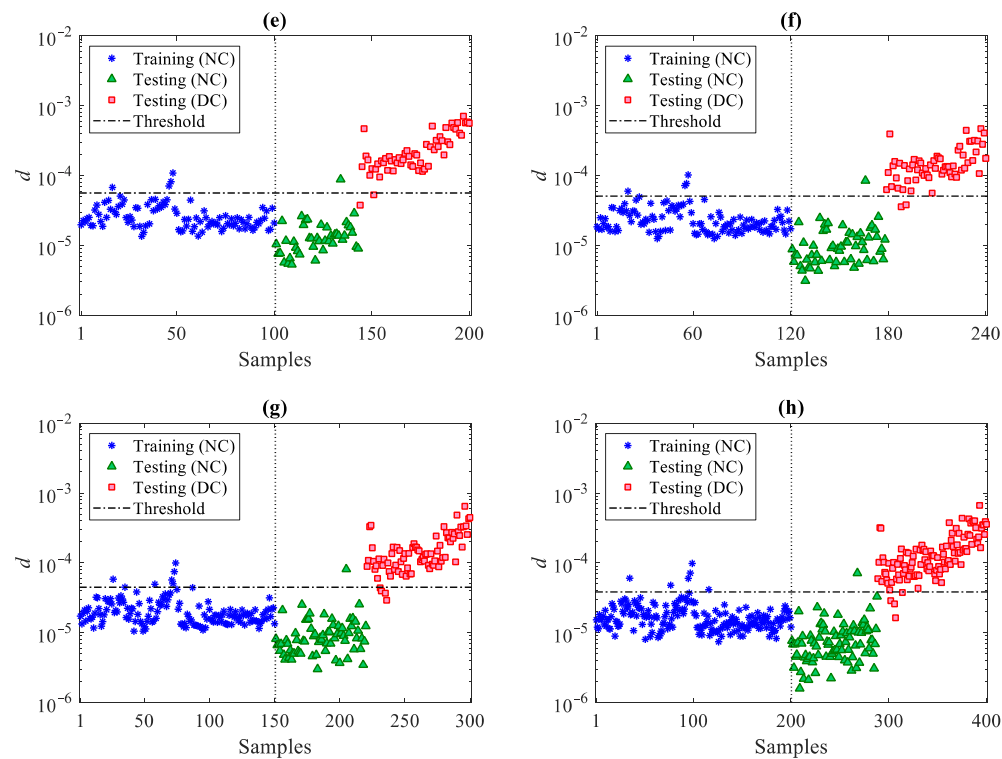 (e)
10⁻²
10⁻³
10⁻⁴
10⁻⁵
10⁻⁶
d
Training (NC)
Testing (NC)
Testing (DC)
Threshold
1 50 100 150 200
Samples
(f)
10⁻²
10⁻³
10⁻⁴
10⁻⁵
10⁻⁶
d
Training (NC)
Testing (NC)
Testing (DC)
Threshold
1 60 120 180 240
Samples
(g)
10⁻²
10⁻³
10⁻⁴
10⁻⁵
10⁻⁶
d
Training (NC)
Testing (NC)
Testing (DC)
Threshold
1 50 100 150 200 250 300
Samples
(h)
10⁻²
10⁻³
10⁻⁴
10⁻⁵
10⁻⁶
d
Training (NC)
Testing (NC)
Testing (DC)
Threshold
1 100 200 300 400
Samples